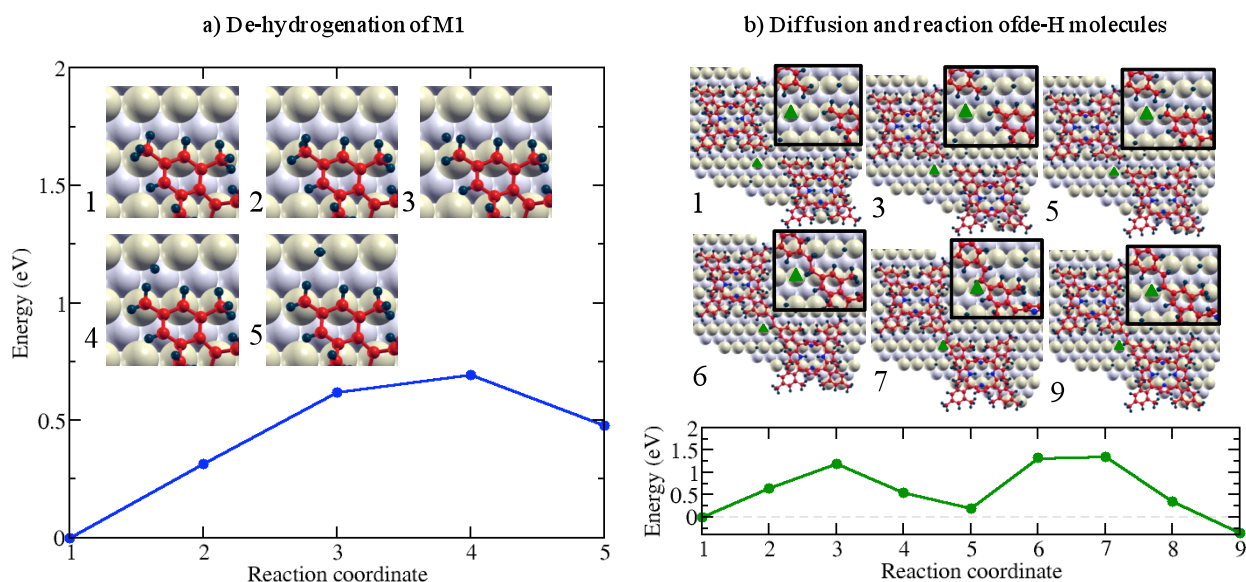 a) De-hydrogenation of M1
2
1.5
1
0.5
0
Energy (eV)
1 2 3
4 5
1 2 3 4 5
Reaction coordinate
b) Diffusion and reaction ofde-H molecules
1 3 5
6 7 9
2
1.5
1
0.5
0
Energy (eV)
1 2 3 4 5 6 7 8 9
Reaction coordinate